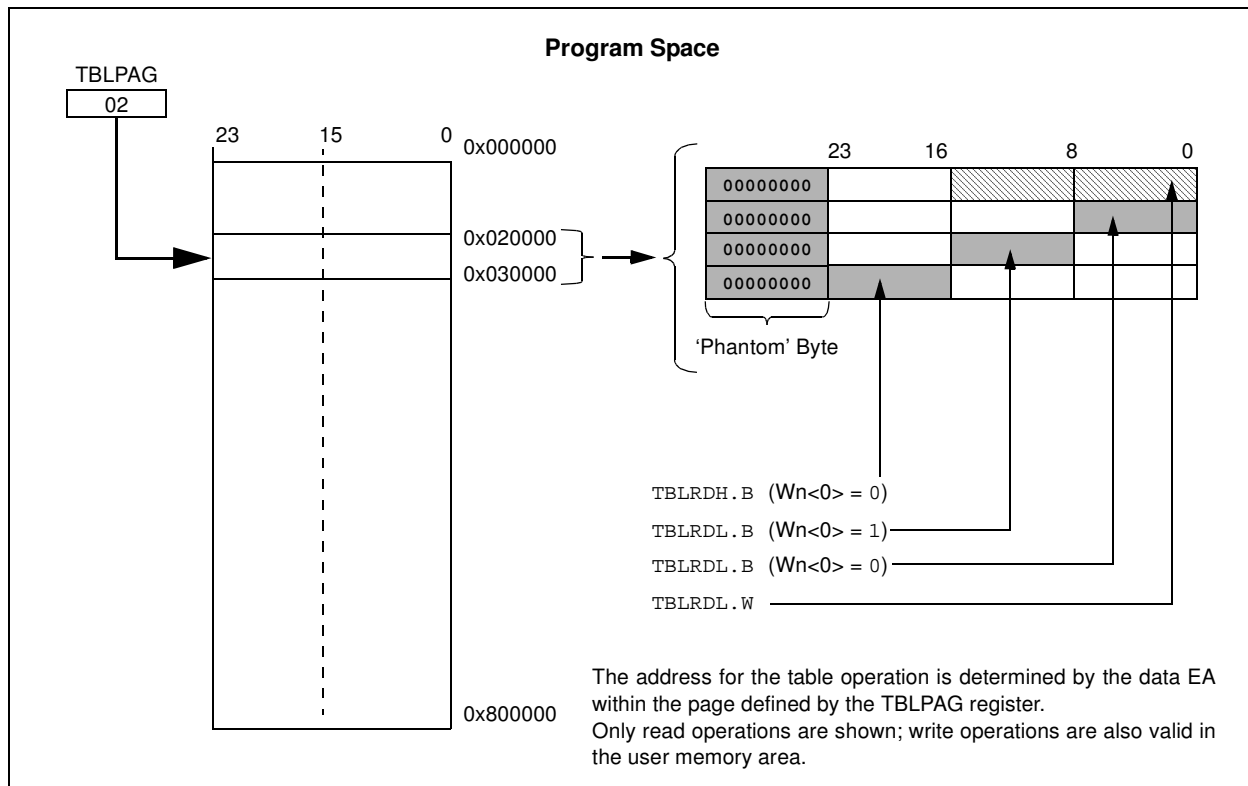 Program Space
TBLPAG
02
23 15 0
0x000000
0x020000
0x030000
0x800000
23 16 8 0
00000000
00000000
00000000
00000000
‘Phantom’ Byte
TBLRDH.B (Wn<0> = 0)
TBLRDL.B (Wn<0> = 1)
TBLRDL.B (Wn<0> = 0)
TBLRDL.W
The address for the table operation is determined by the data EA
within the page defined by the TBLPAG register.
Only read operations are shown; write operations are also valid in
the user memory area.